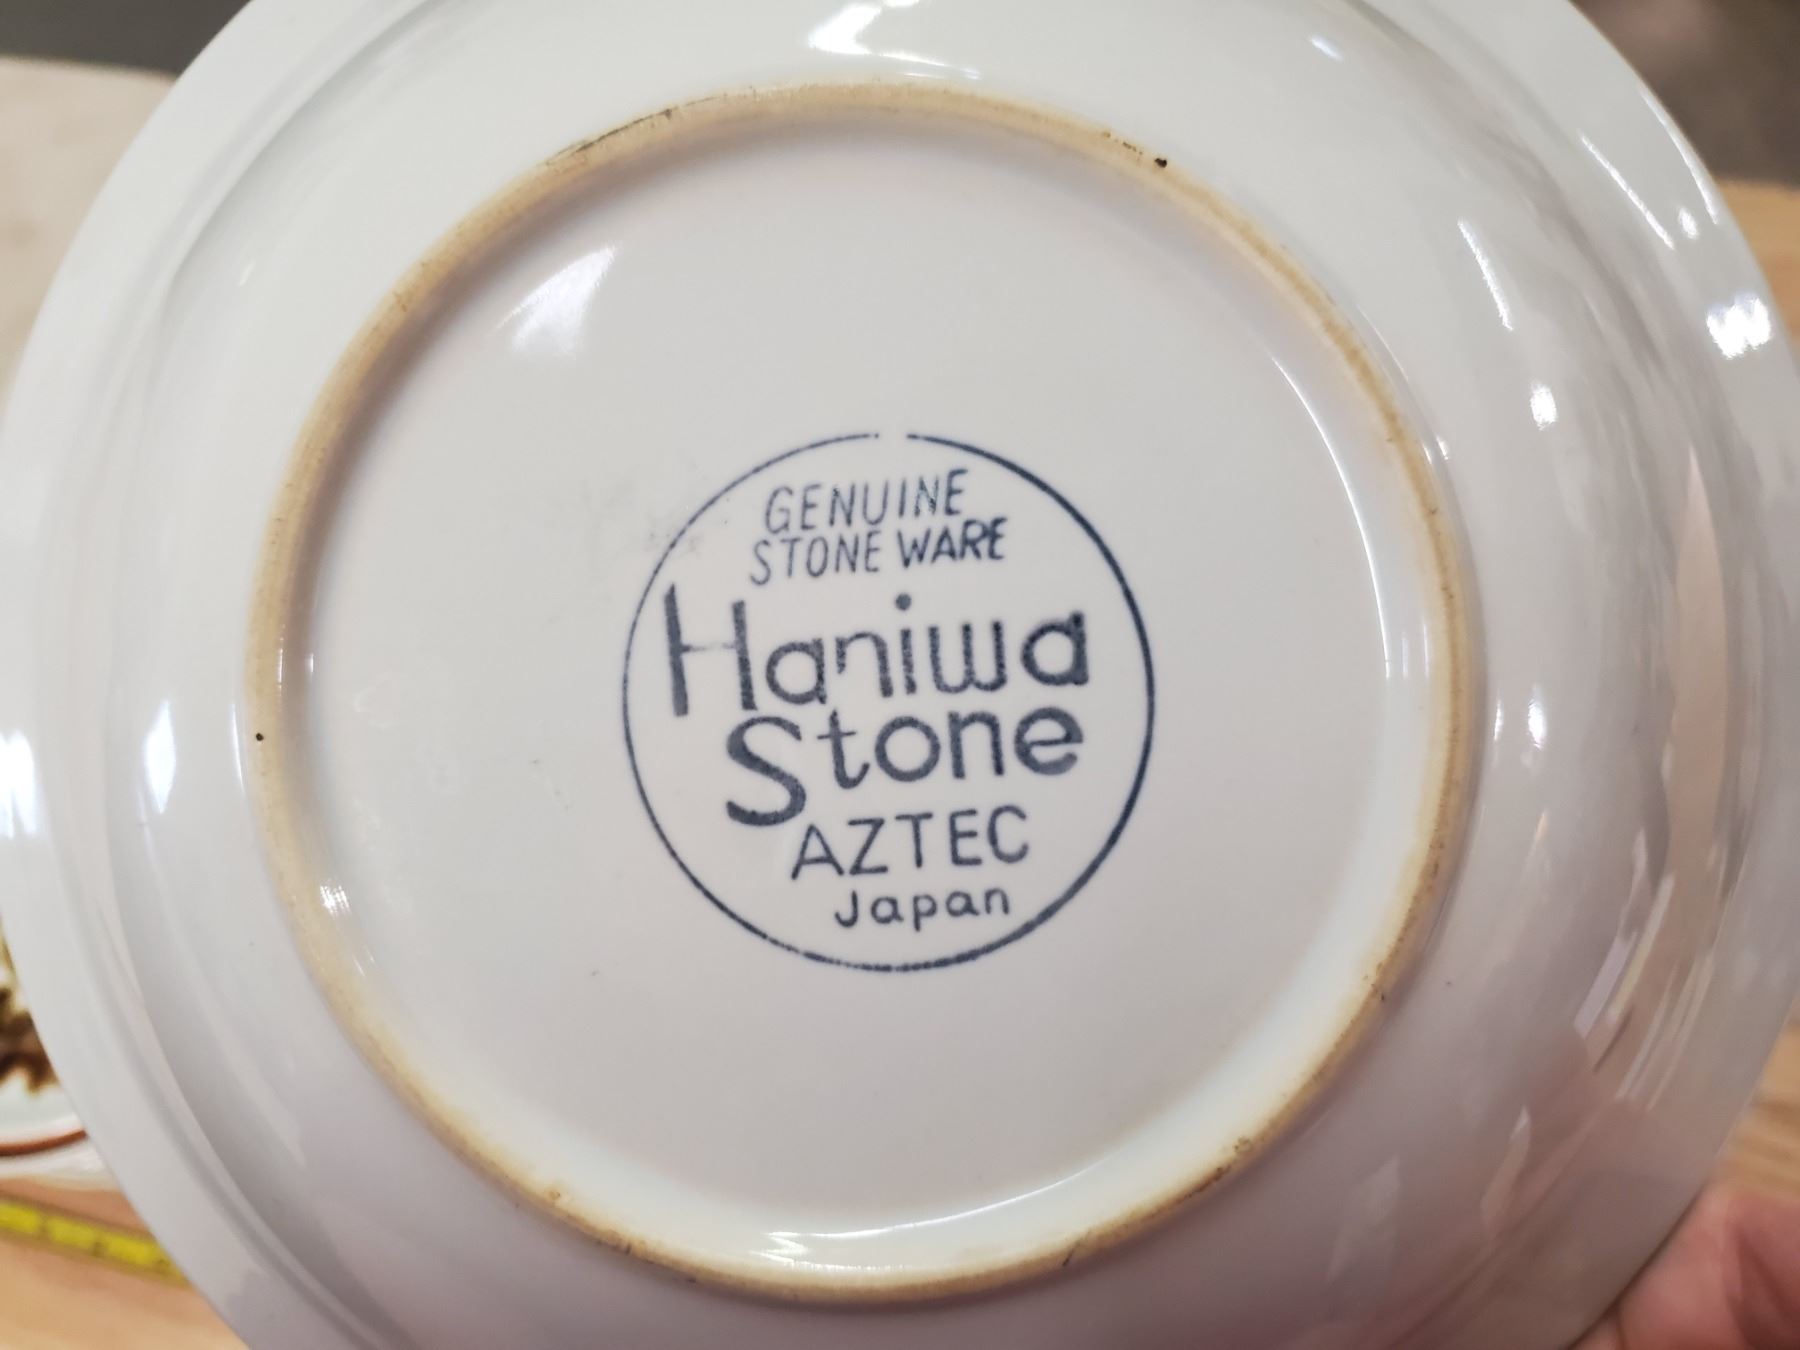 GENUINE
STONE WARE
Haniwa
Stone
AZTEC
Japan